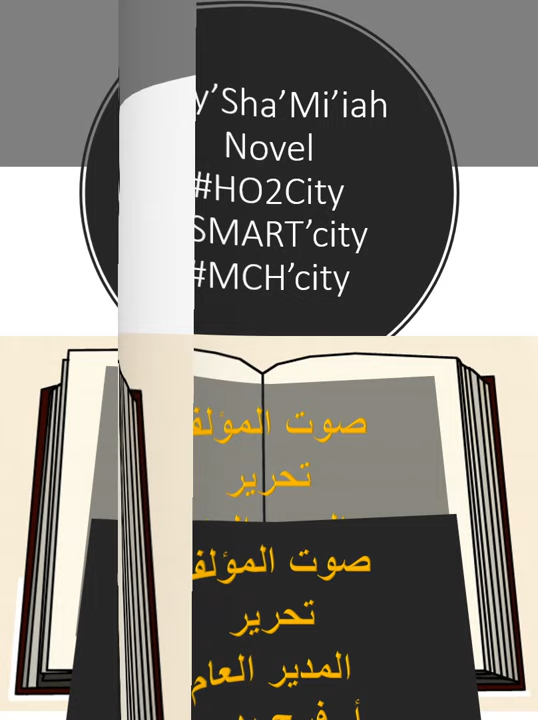 y’Sha’Mi’iah
Novel
#HO2City
SMART’city
#MCH’city
صوت المؤلف
تحرير
صوت المؤلف
تحرير
المدير العام